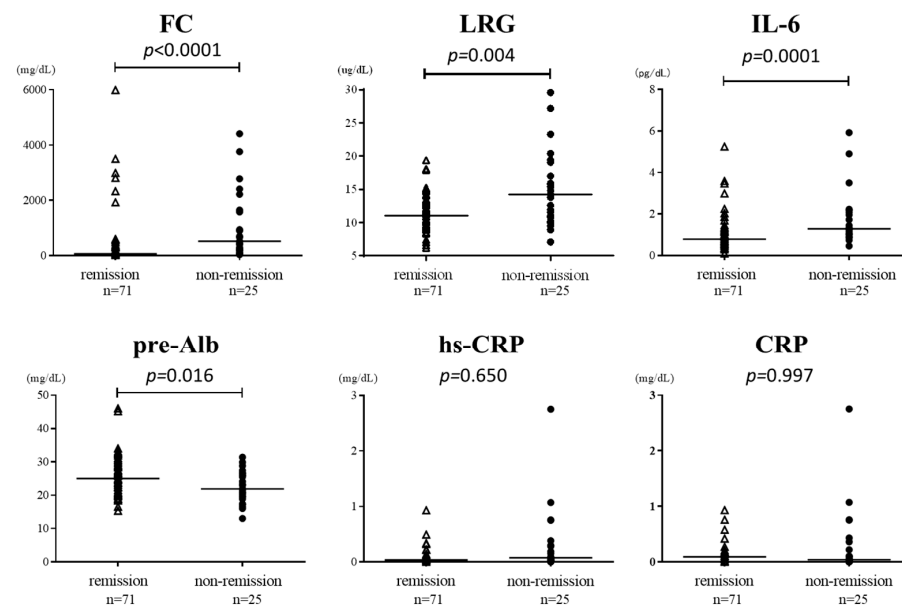 FC
p<0.0001
(mg/dL)
6000
4000
2000
0
remission
n=71
non-remission
n=25
LRG
p=0.004
(ug/dL)
30
25
20
15
10
5
remission
n=71
non-remission
n=25
IL-6
p=0.0001
(pg/dL)
8
6
4
2
0
remission
n=71
non-remission
n=25
pre-Alb
p=0.016
(mg/dL)
50
40
30
20
10
0
remission
n=71
non-remission
n=25
hs-CRP
p=0.650
(mg/dL)
3
2
1
0
remission
n=71
non-remission
n=25
CRP
p=0.997
(mg/dL)
3
2
1
0
remission
n=71
non-remission
n=25